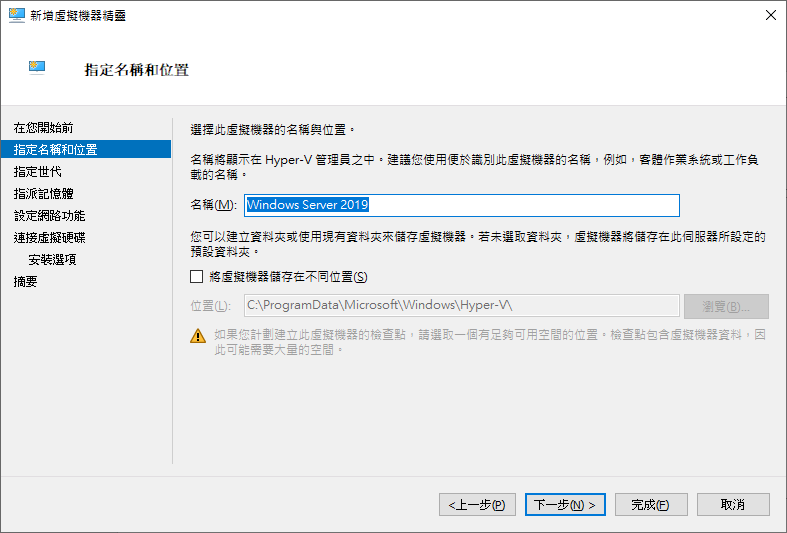 新增虛擬機器精靈
指定名稱和位置
在您開始前
指定名稱和位置
指定世代
指派記憶體
設定網路功能
連接虛擬硬碟
安裝選項
摘要
選擇此虛擬機器的名稱與位置。
名稱將顯示在 Hyper-V 管理員之中。建議您使用便於識別此虛擬機器的名稱，例如，客體作業系統或工作負
載的名稱。
名稱(M): Windows Server 2019
您可以建立資料夾或使用現有資料夾來儲存虛擬機器。若未選取資料夾，虛擬機器將儲存在此伺服器所設定的
預設資料夾。
將虛擬機器儲存在不同位置(S)
位置(L): C:\ProgramData\Microsoft\Windows\Hyper-V\ 瀏覽(B)...
如果您計劃建立此虛擬機器的檢查點，請選取一個有足夠可用空間的位置。檢查點包含虛擬機器資料，因
此可能需要大量的空間。
<上一步(P) 下一步(N) > 完成(F) 取消